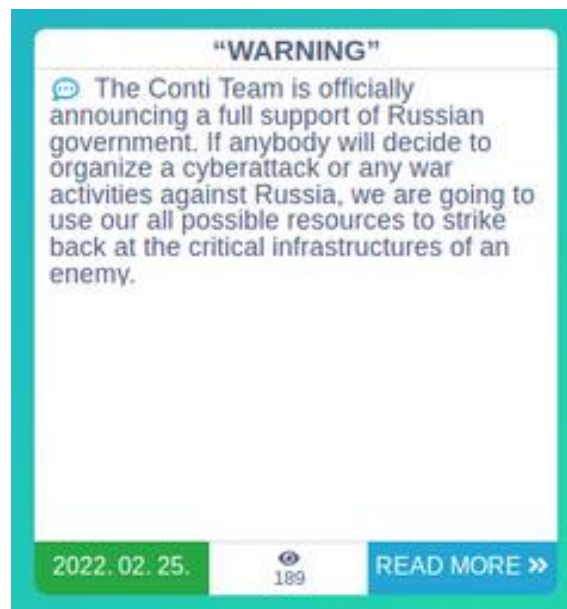 “WARNING”
The Conti Team is officially
announcing a full support of Russian
government. If anybody will decide to
organize a cyberattack or any war
activities against Russia, we are going to
use our all possible resources to strike
back at the critical infrastructures of an
enemy.
2022. 02. 25.
189
READ MORE »